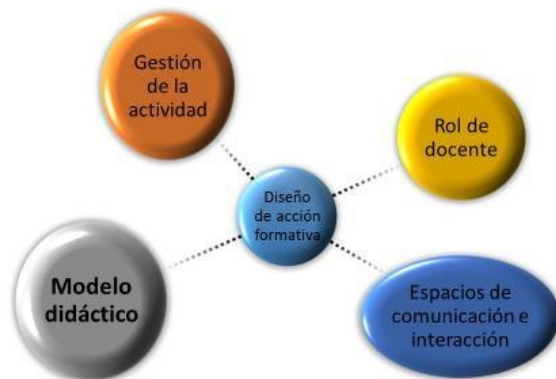 Gestión
de la
actividad
Rol de
docente
Diseño
de acción
formativa
Modelo
didáctico
Espacios de
comunicación e
interacción